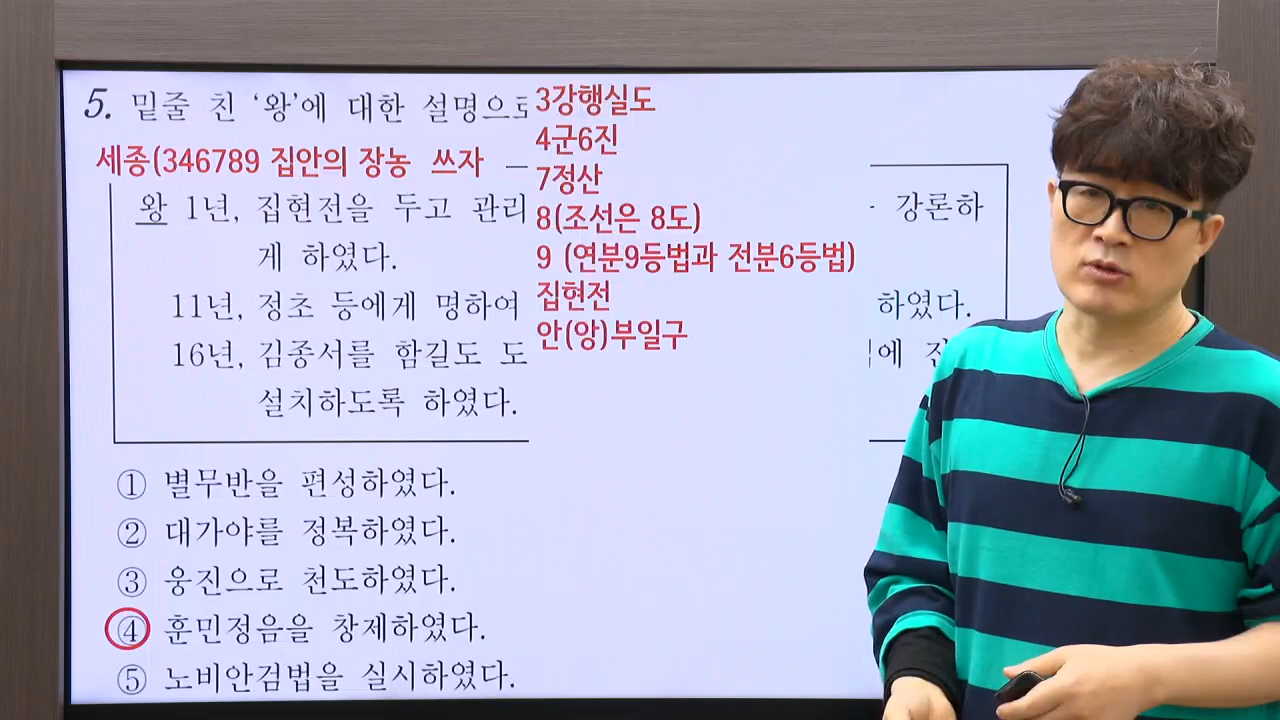 5. 밑줄 친 ‘왕’에 대한 설명으로
세종(346789 집안의 장농 쓰자
왕 1년, 집현전을 두고 관리 강론하
게 하였다.
11년, 정초 등에게 명하여 하였다.
16년, 김종서를 함길도 도 에 진
설치하도록 하였다.
3강행실도
4군6진
7정산
8(조선은 8도)
9 (연분9등법과 전분6등법)
집현전
안(앙)부일구
① 별무반을 편성하였다.
② 대가야를 정복하였다.
③ 웅진으로 천도하였다.
④ 훈민정음을 창제하였다.
⑤ 노비안검법을 실시하였다.